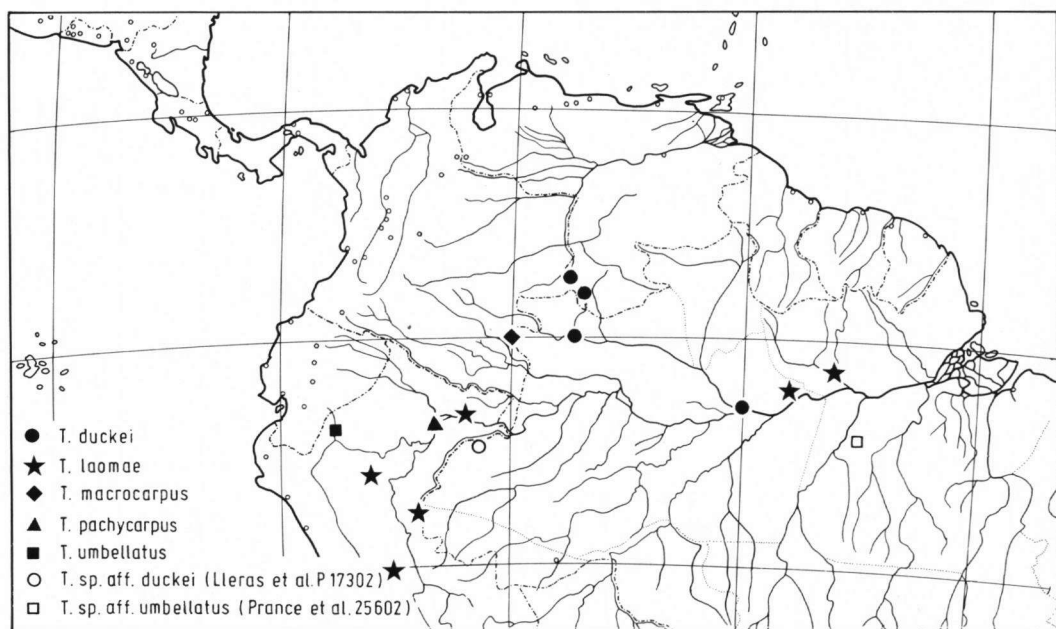 T. duckei
T. laomae
T. macrocarpus
T. pachycarpus
T. umbellatus
T. sp. aff. duckei (Lleras et al. P 17302)
T. sp. aff. umbellatus (Prance et al. 25602)